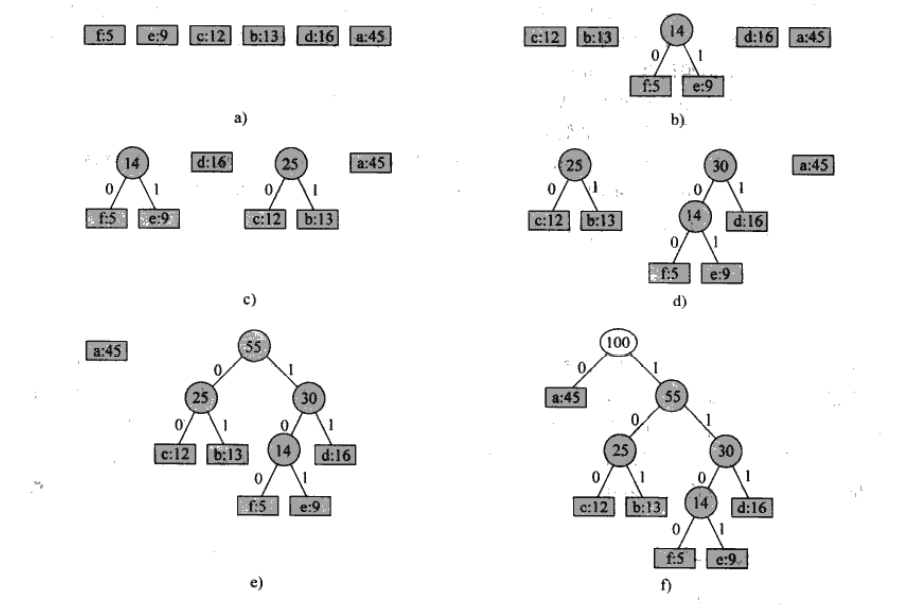 f:5 e:9 c:12 b:13 d:16 a:45
a)
c:12 b:13 14 d:16 a:45
0 1
f:5 e:9
b)
14 d:16 25 a:45
0 1 0 1
f:5 e:9 c:12 b:13
c)
25 30 a:45
0 1 0 1
c:12 b:13 14 d:16
0 1
f:5 e:9
d)
a:45 55
0 1
25 30
0 1 0 1
c:12 b:13 14 d:16
0 1
f:5 e:9
e)
100
0 1
a:45 55
0 1
25 30
0 1 0 1
c:12 b:13 14 d:16
0 1
f:5 e:9
f)